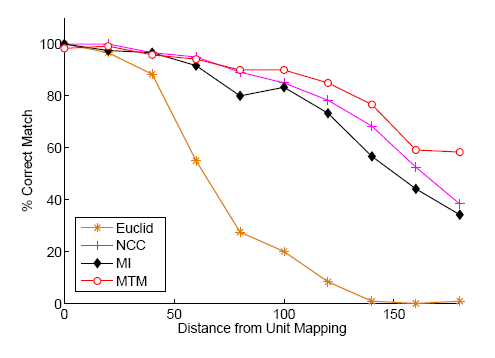 100
80
60
40
20
0
% Correct Match
Euclid
NCC
MI
MTM
0 50 100 150
Distance from Unit Mapping